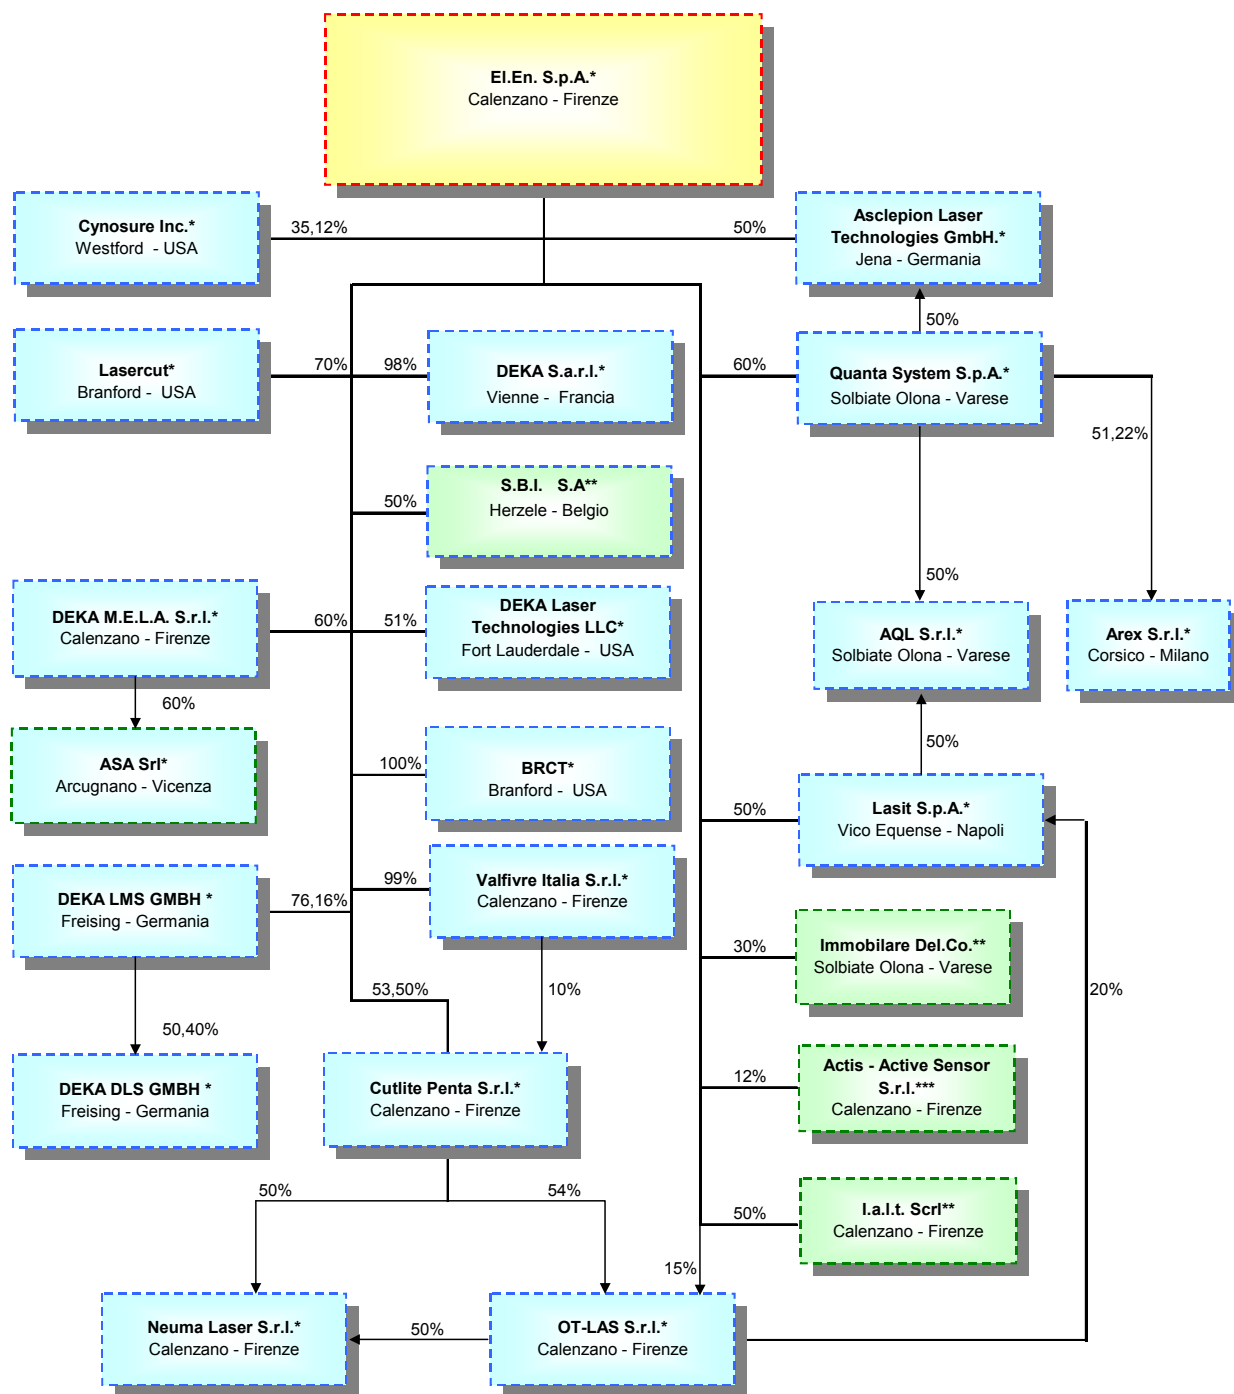 El.En. S.p.A.*
Calenzano - Firenze
Cynosure Inc.*
Westford - USA
35,12%
50%
Asclepion Laser
Technologies GmbH.*
Jena - Germania
50%
Lasercut*
Branford - USA
70%
98%
DEKA S.a.r.l.*
Vienne - Francia
60%
Quanta System S.p.A.*
Solbiate Olona - Varese
51,22%
50%
S.B.I. S.A**
Herzele - Belgio
50%
DEKA M.E.L.A. S.r.l.*
Calenzano - Firenze
60%
51%
DEKA Laser
Technologies LLC*
Fort Lauderdale - USA
AQL S.r.l.*
Solbiate Olona - Varese
Arex S.r.l.*
Corsico - Milano
60%
50%
ASA Srl*
Arcugnano - Vicenza
100%
BRCT*
Branford - USA
50%
Lasit S.p.A.*
Vico Equense - Napoli
DEKA LMS GMBH *
Freising - Germania
76,16%
99%
Valfivre Italia S.r.l.*
Calenzano - Firenze
30%
Immobilare Del.Co.**
Solbiate Olona - Varese
53,50%
10%
20%
50,40%
DEKA DLS GMBH *
Freising - Germania
Cutlite Penta S.r.l.*
Calenzano - Firenze
12%
Actis - Active Sensor
S.r.l.***
Calenzano - Firenze
50%
54%
50%
I.a.l.t. Scrl**
Calenzano - Firenze
15%
Neuma Laser S.r.l.*
Calenzano - Firenze
50%
OT-LAS S.r.l.*
Calenzano - Firenze